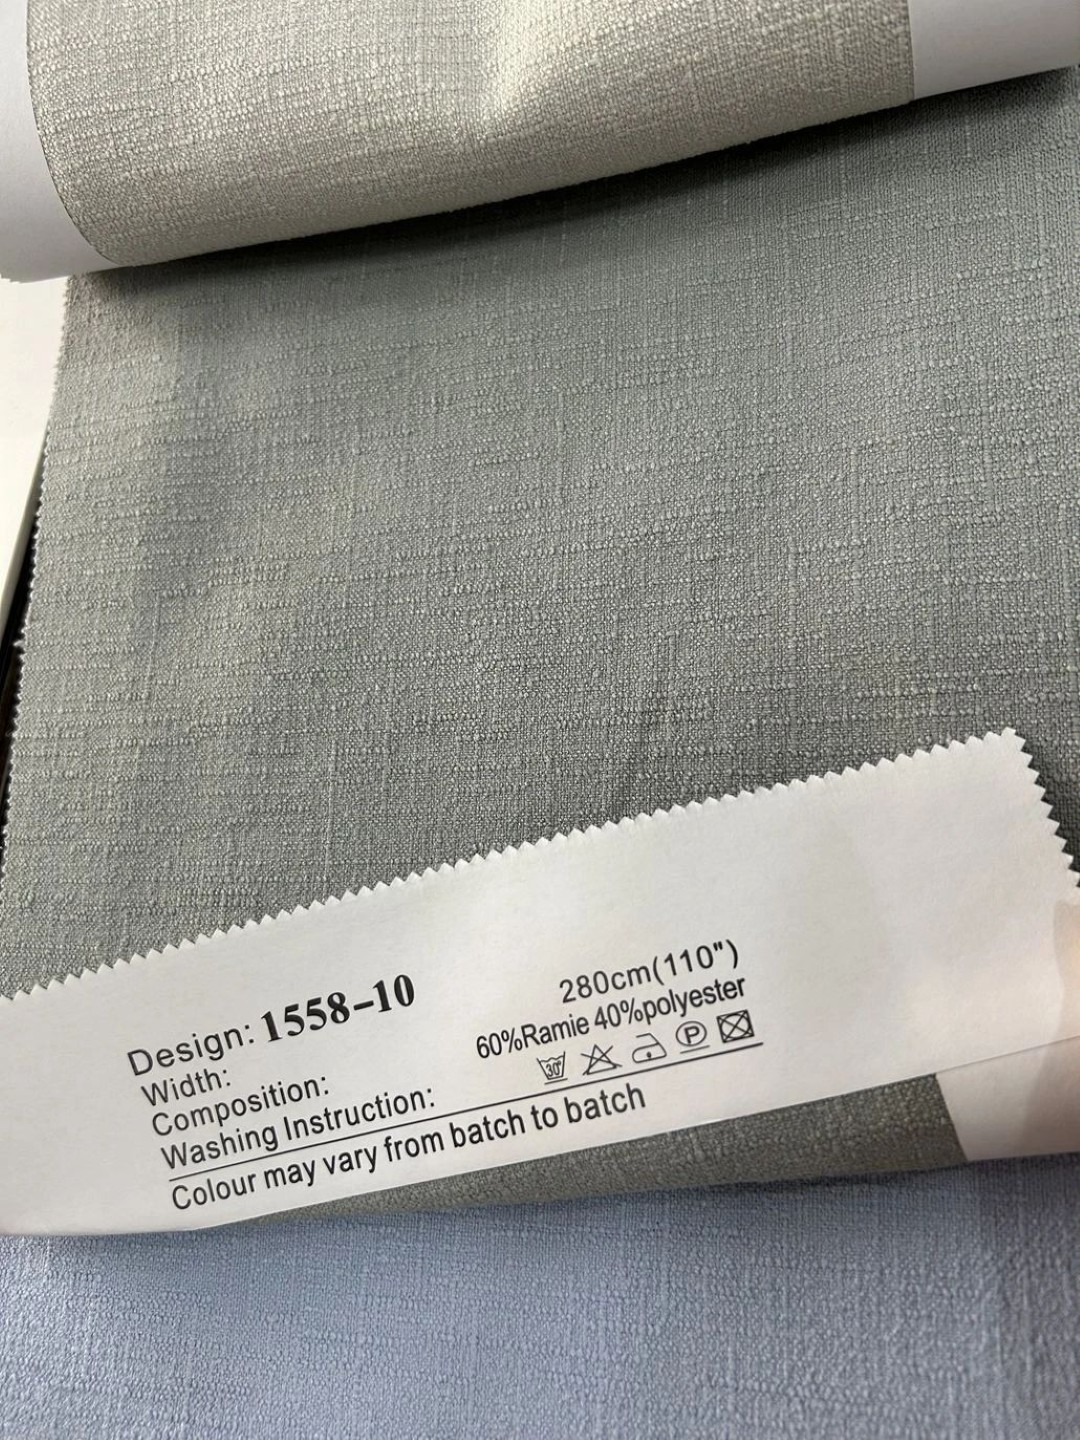 Design: 1558-10
Width: 280cm(110")
Composition: 60%Ramie 40%polyester
Washing Instruction: 30° P
Colour may vary from batch to batch